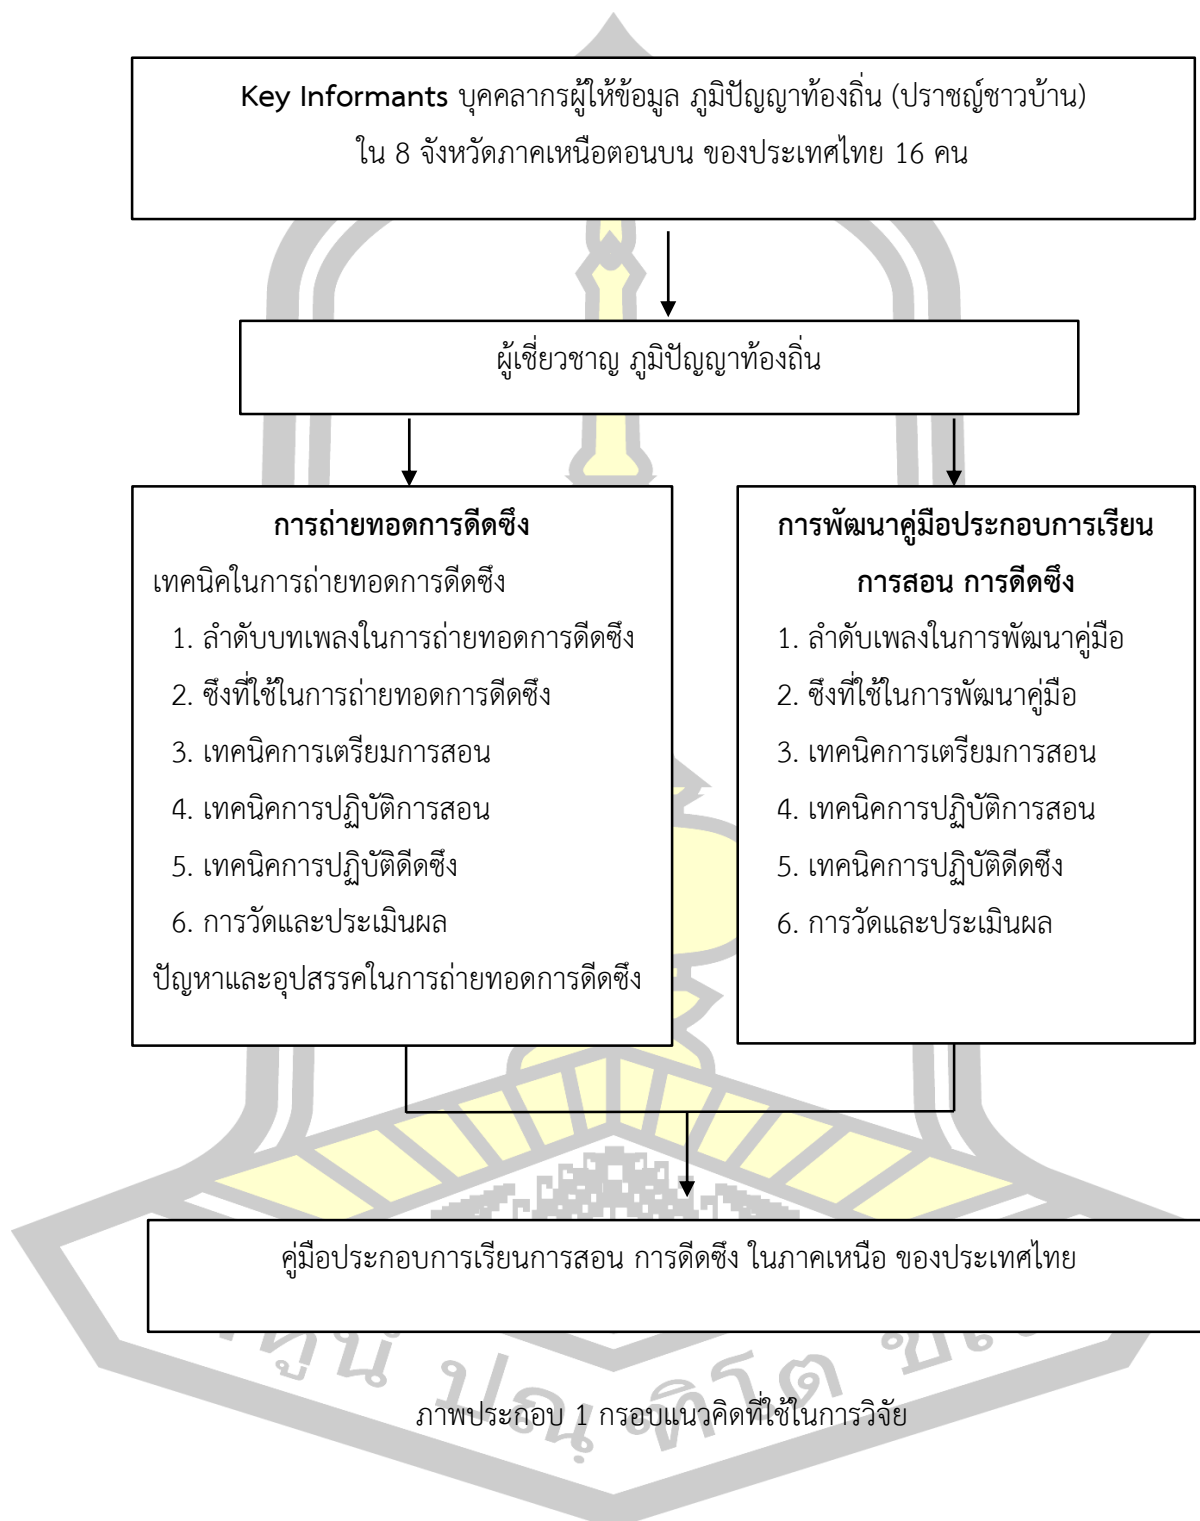 Key Informants บุคคลากรผู้ให้ข้อมูล ภูมิปัญญาท้องถิ่น (ปราชญ์ชาวบ้าน)
ใน 8 จังหวัดภาคเหนือตอนบน ของประเทศไทย 16 คน
ผู้เชี่ยวชาญ ภูมิปัญญาท้องถิ่น
การถ่ายทอดการดีดซึง
เทคนิคในการถ่ายทอดการดีดซึง
1. ลำดับบทเพลงในการถ่ายทอดการดีดซึง
2. ซึงที่ใช้ในการถ่ายทอดการดีดซึง
3. เทคนิคการเตรียมการสอน
4. เทคนิคการปฏิบัติการสอน
5. เทคนิคการปฏิบัติดีดซึง
6. การวัดและประเมินผล
ปัญหาและอุปสรรคในการถ่ายทอดการดีดซึง
การพัฒนาคู่มือประกอบการเรียน
การสอน การดีดซึง
1. ลำดับเพลงในการพัฒนาคู่มือ
2. ซึงที่ใช้ในการพัฒนาคู่มือ
3. เทคนิคการเตรียมการสอน
4. เทคนิคการปฏิบัติการสอน
5. เทคนิคการปฏิบัติดีดซึง
6. การวัดและประเมินผล
คู่มือประกอบการเรียนการสอน การดีดซึง ในภาคเหนือ ของประเทศไทย
ปณฺ ฑิโต
ภาพประกอบ 1 กรอบแนวคิดที่ใช้ในการวิจัย